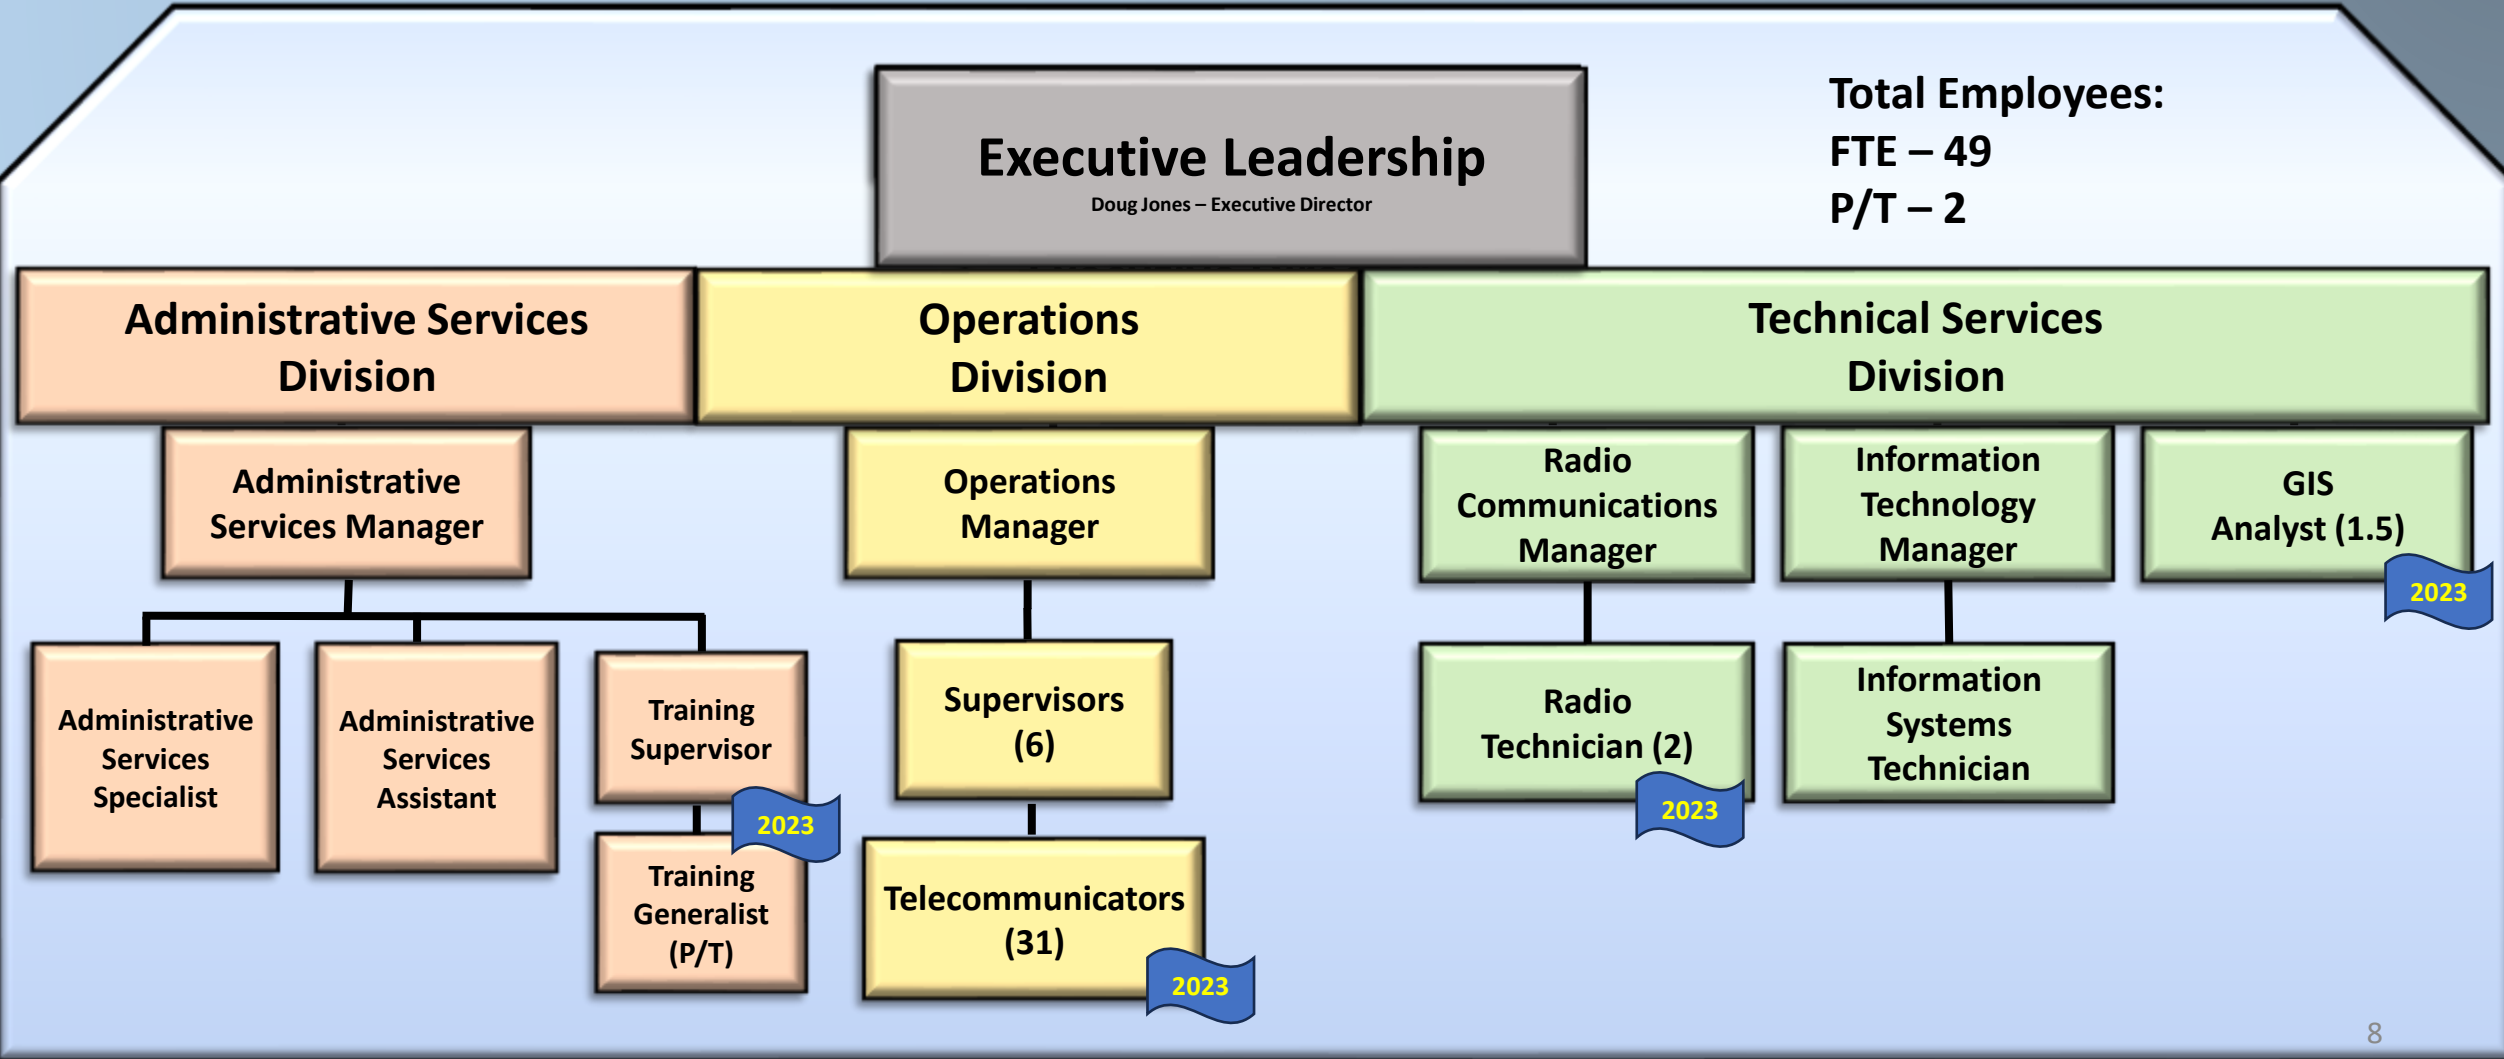 Executive Leadership
Doug Jones – Executive Director
Total Employees:
FTE – 49
P/T – 2
Administrative Services
Division
Operations
Division
Technical Services
Division
Administrative
Services Manager
Operations
Manager
Radio
Communications
Manager
Information
Technology
Manager
GIS
Analyst (1.5)
2023
Administrative
Services
Specialist
Administrative
Services
Assistant
Training
Supervisor
2023
Training
Generalist
(P/T)
Supervisors
(6)
Telecommunicators
(31)
2023
Radio
Technician (2)
2023
Information
Systems
Technician
8